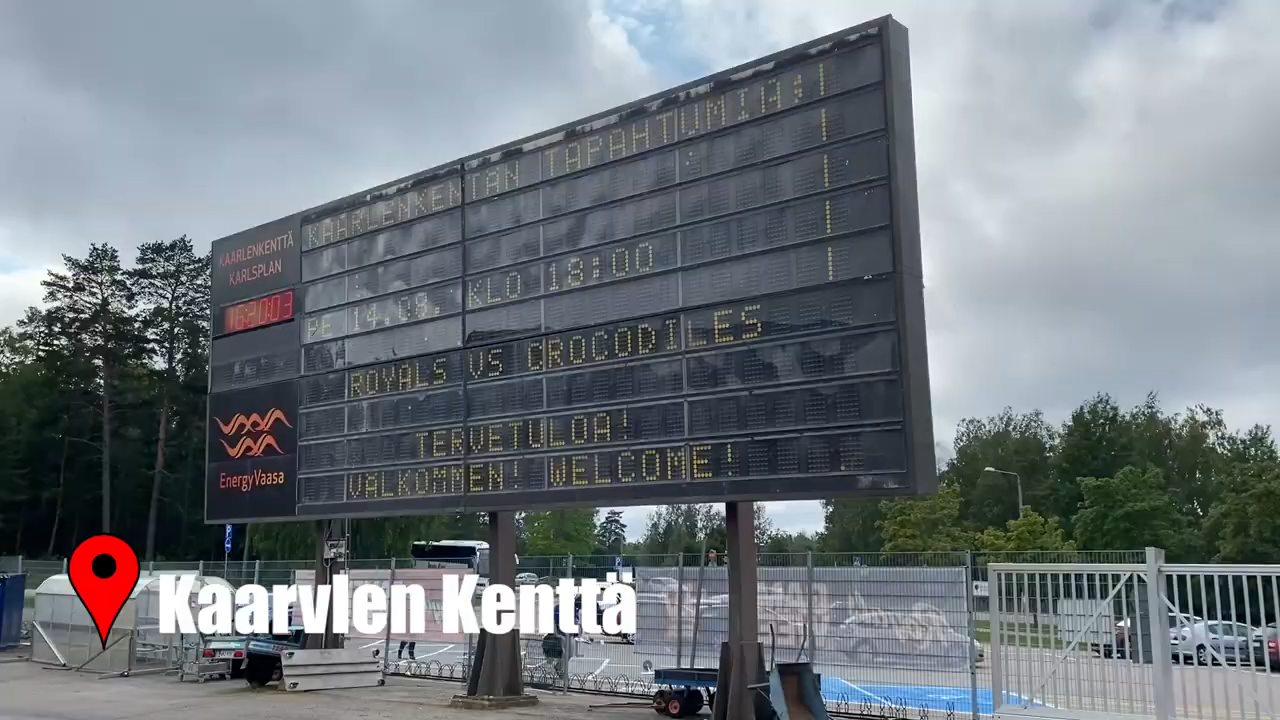 KAARLENKENTÄN TAPAHTUMIA:
KAARLENKENTTÄ
KARLSPLAN
16:20:03
PE 14.08. KLO 18:00
ROYALS VS CROCODILES
TERVETULOA!
VALKOMMEN! WELCOME!
EnergyVaasa
Kaarvlen Kenttä